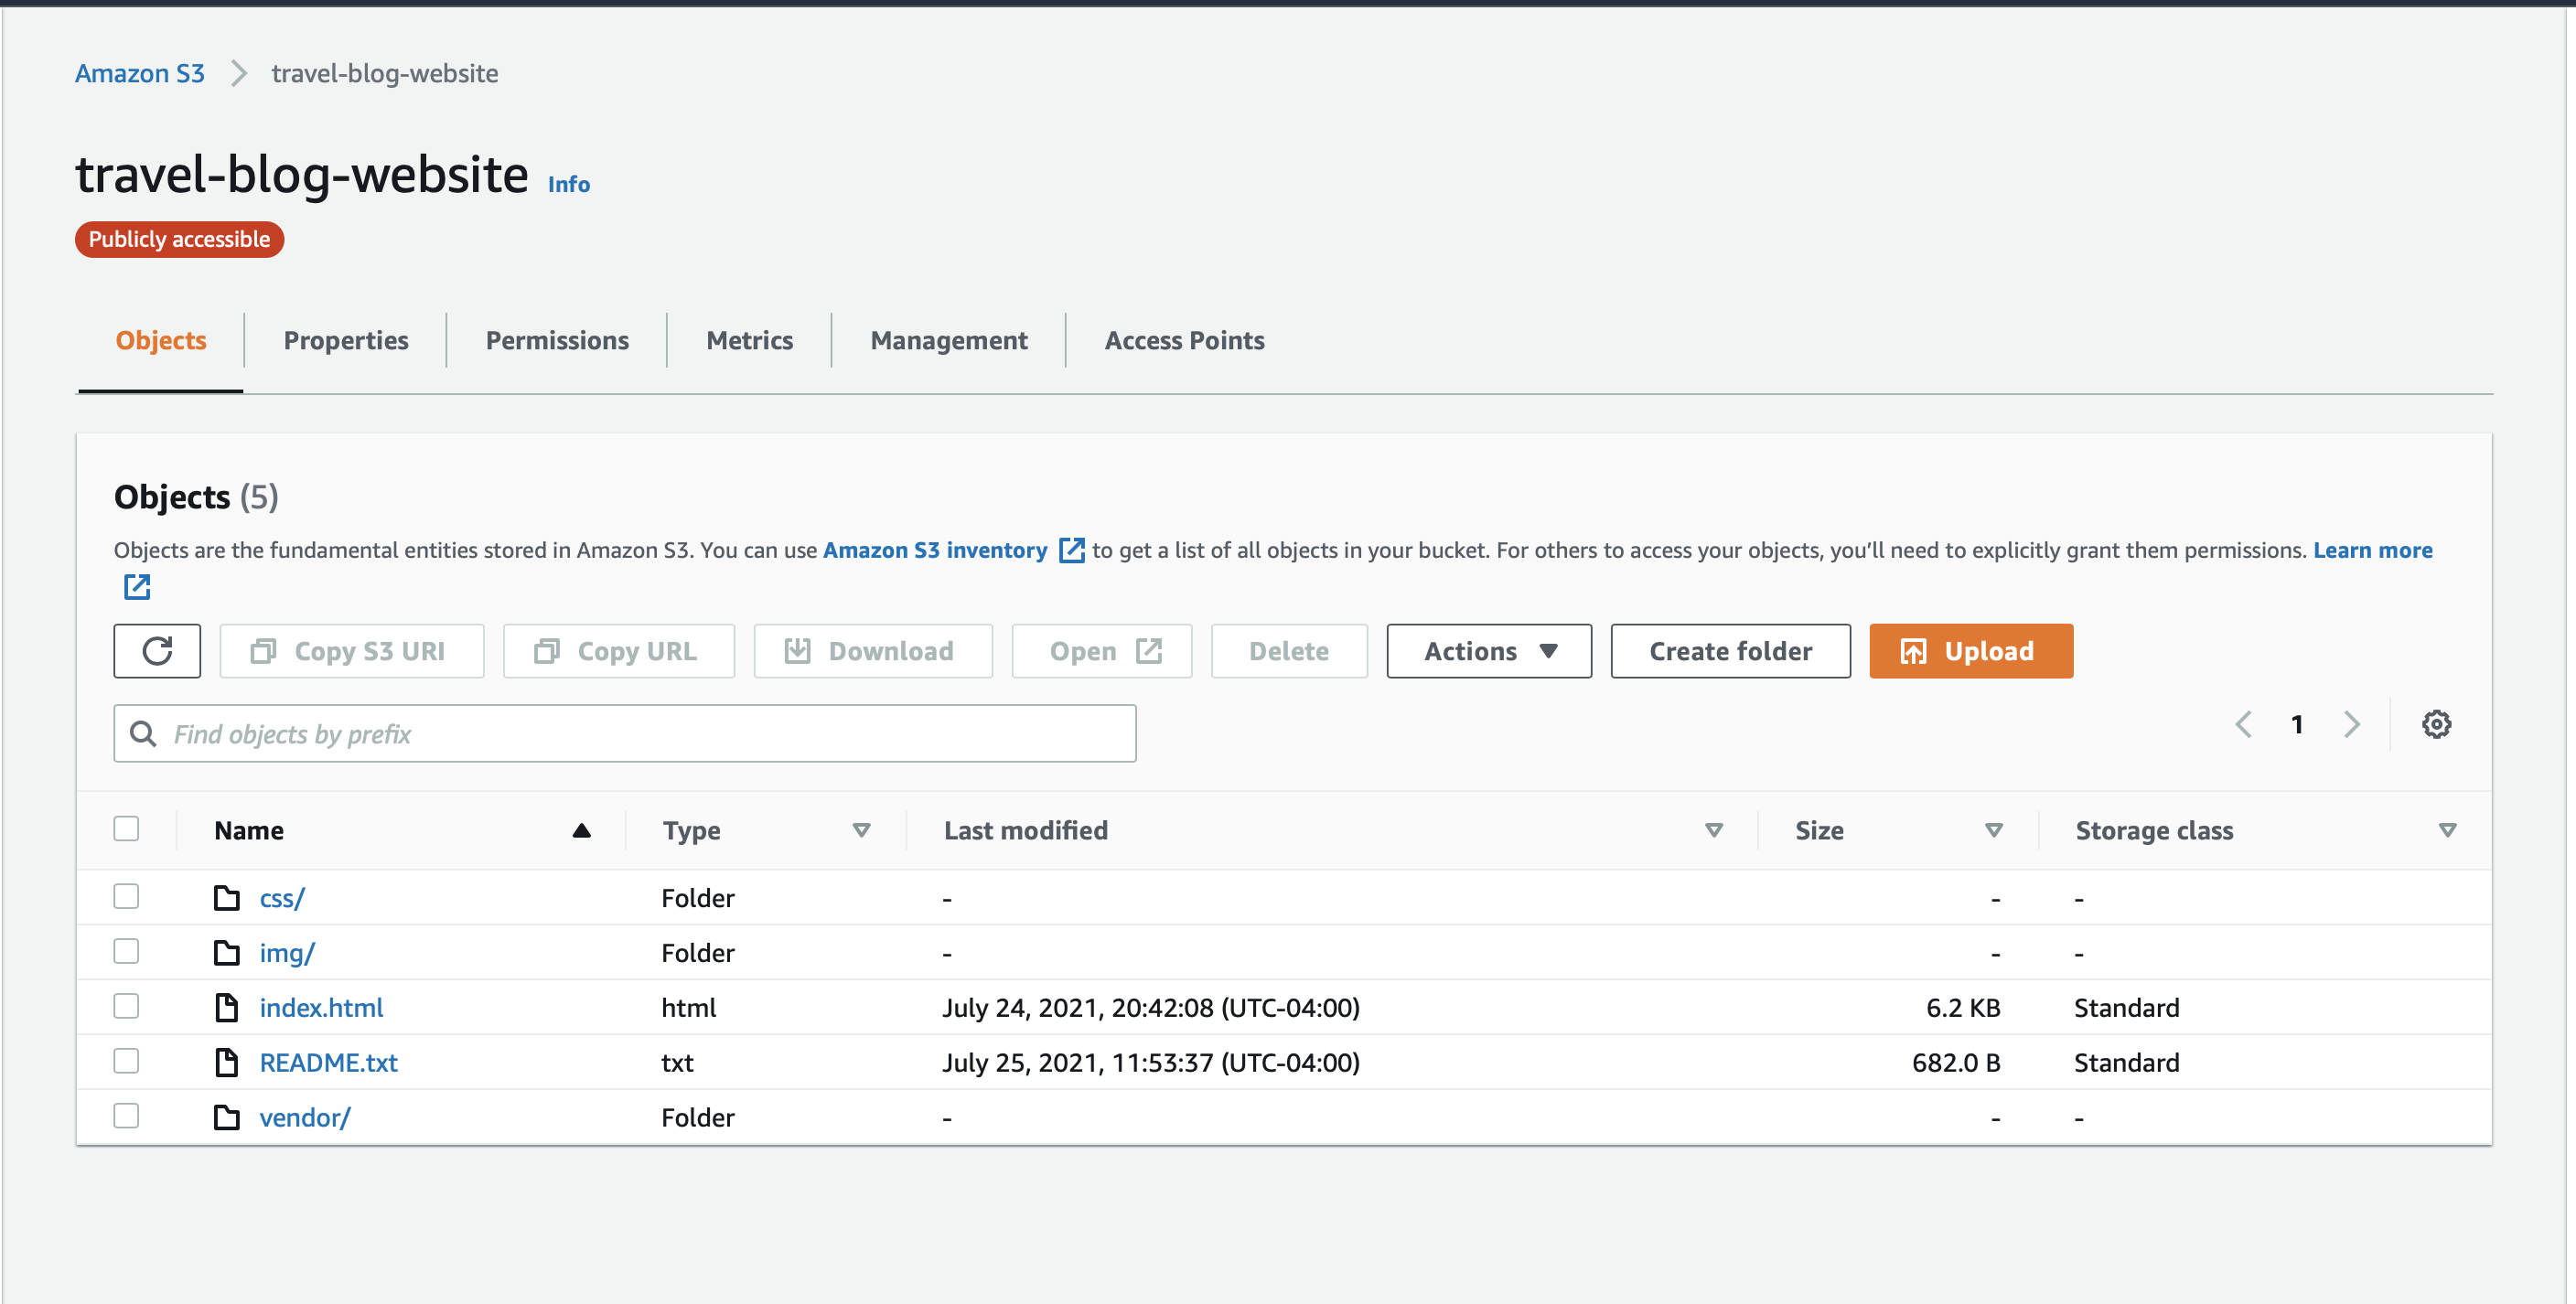 Amazon S3 travel-blog-website
travel-blog-website Info
Publicly accessible
Objects Properties Permissions Metrics Management Access Points
Objects (5)
Objects are the fundamental entities stored in Amazon S3. You can use Amazon S3 inventory to get a list of all objects in your bucket. For others to access your objects, you’ll need to explicitly grant them permissions. Learn more
Copy S3 URI Copy URL Download Open Delete Actions Create folder Upload
Find objects by prefix 1
Name Type Last modified Size Storage class
css/ Folder - - -
img/ Folder - - -
index.html html July 24, 2021, 20:42:08 (UTC-04:00) 6.2 KB Standard
README.txt txt July 25, 2021, 11:53:37 (UTC-04:00) 682.0 B Standard
vendor/ Folder - - -